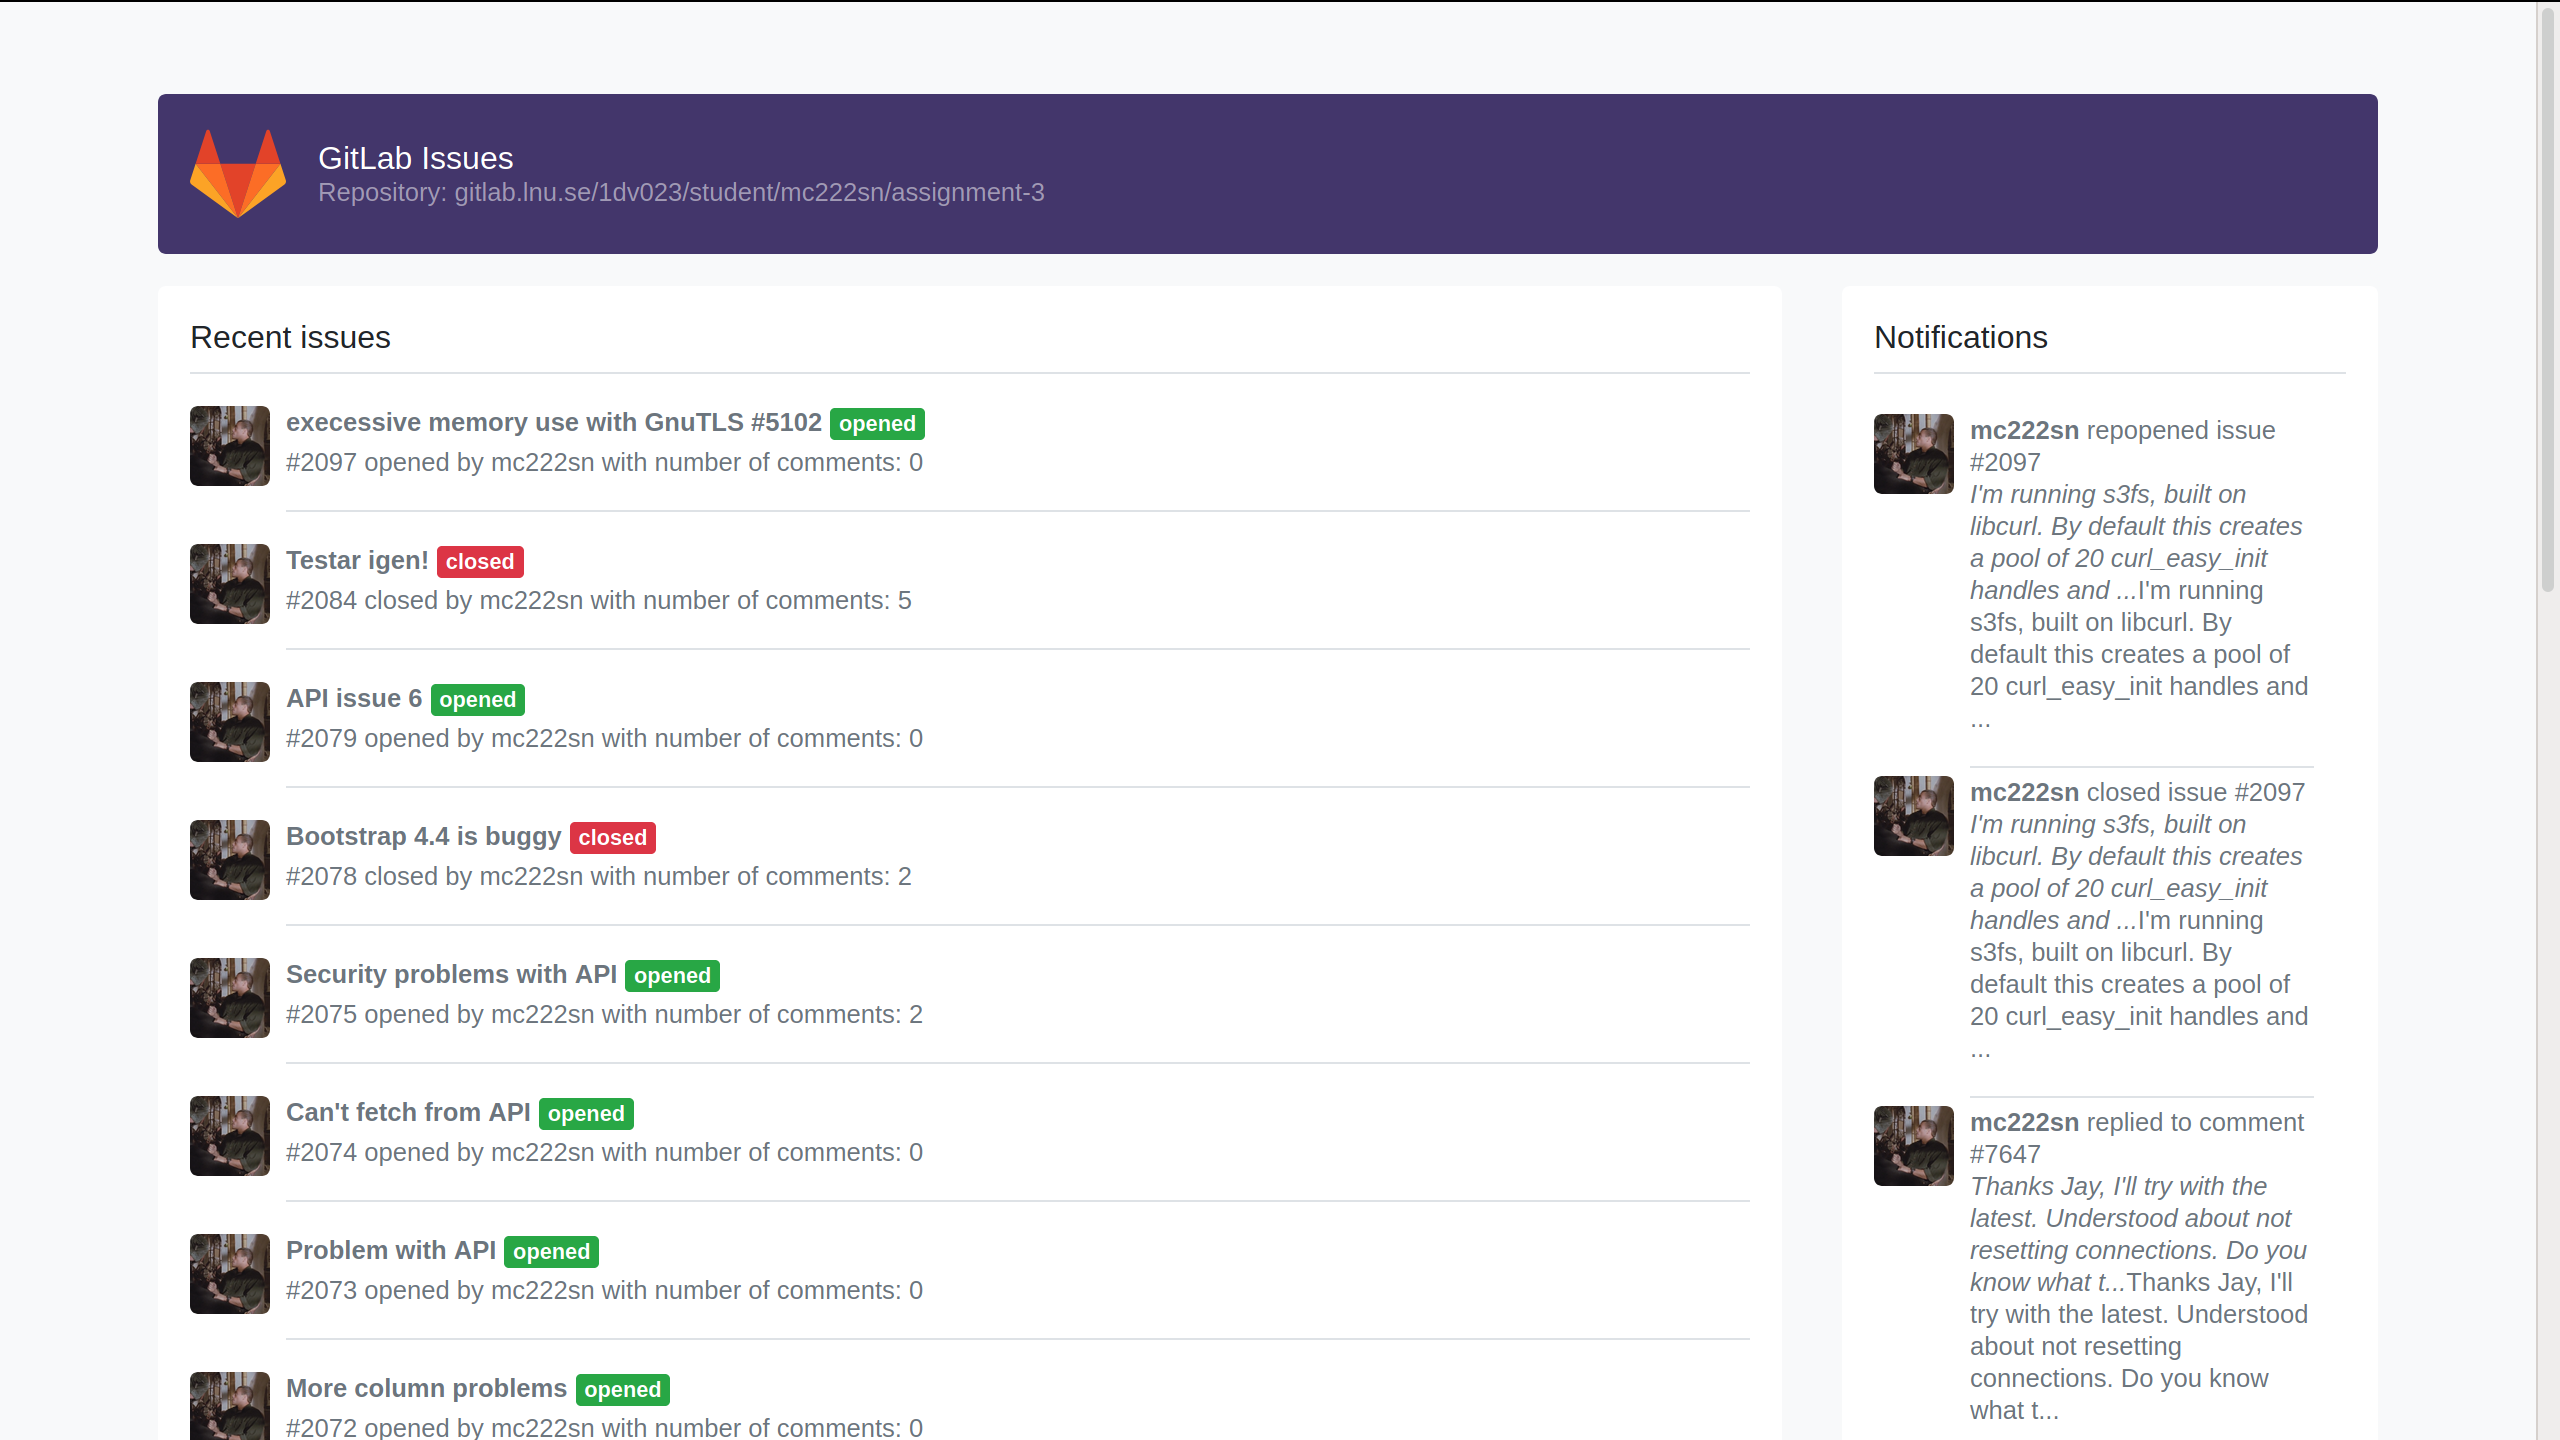 GitLab Issues
Repository: gitlab.lnu.se/1dv023/student/mc222sn/assignment-3
Recent issues
execessive memory use with GnuTLS #5102 opened
#2097 opened by mc222sn with number of comments: 0
Testar igen! closed
#2084 closed by mc222sn with number of comments: 5
API issue 6 opened
#2079 opened by mc222sn with number of comments: 0
Bootstrap 4.4 is buggy closed
#2078 closed by mc222sn with number of comments: 2
Security problems with API opened
#2075 opened by mc222sn with number of comments: 2
Can't fetch from API opened
#2074 opened by mc222sn with number of comments: 0
Problem with API opened
#2073 opened by mc222sn with number of comments: 0
More column problems opened
#2072 opened by mc222sn with number of comments: 0
Notifications
mc222sn repopened issue
#2097
I'm running s3fs, built on
libcurl. By default this creates
a pool of 20 curl_easy_init
handles and ...I'm running
s3fs, built on libcurl. By
default this creates a pool of
20 curl_easy_init handles and
...
mc222sn closed issue #2097
I'm running s3fs, built on
libcurl. By default this creates
a pool of 20 curl_easy_init
handles and ...I'm running
s3fs, built on libcurl. By
default this creates a pool of
20 curl_easy_init handles and
...
mc222sn replied to comment
#7647
Thanks Jay, I'll try with the
latest. Understood about not
resetting connections. Do you
know what t...Thanks Jay, I'll
try with the latest. Understood
about not resetting
connections. Do you know
what t...